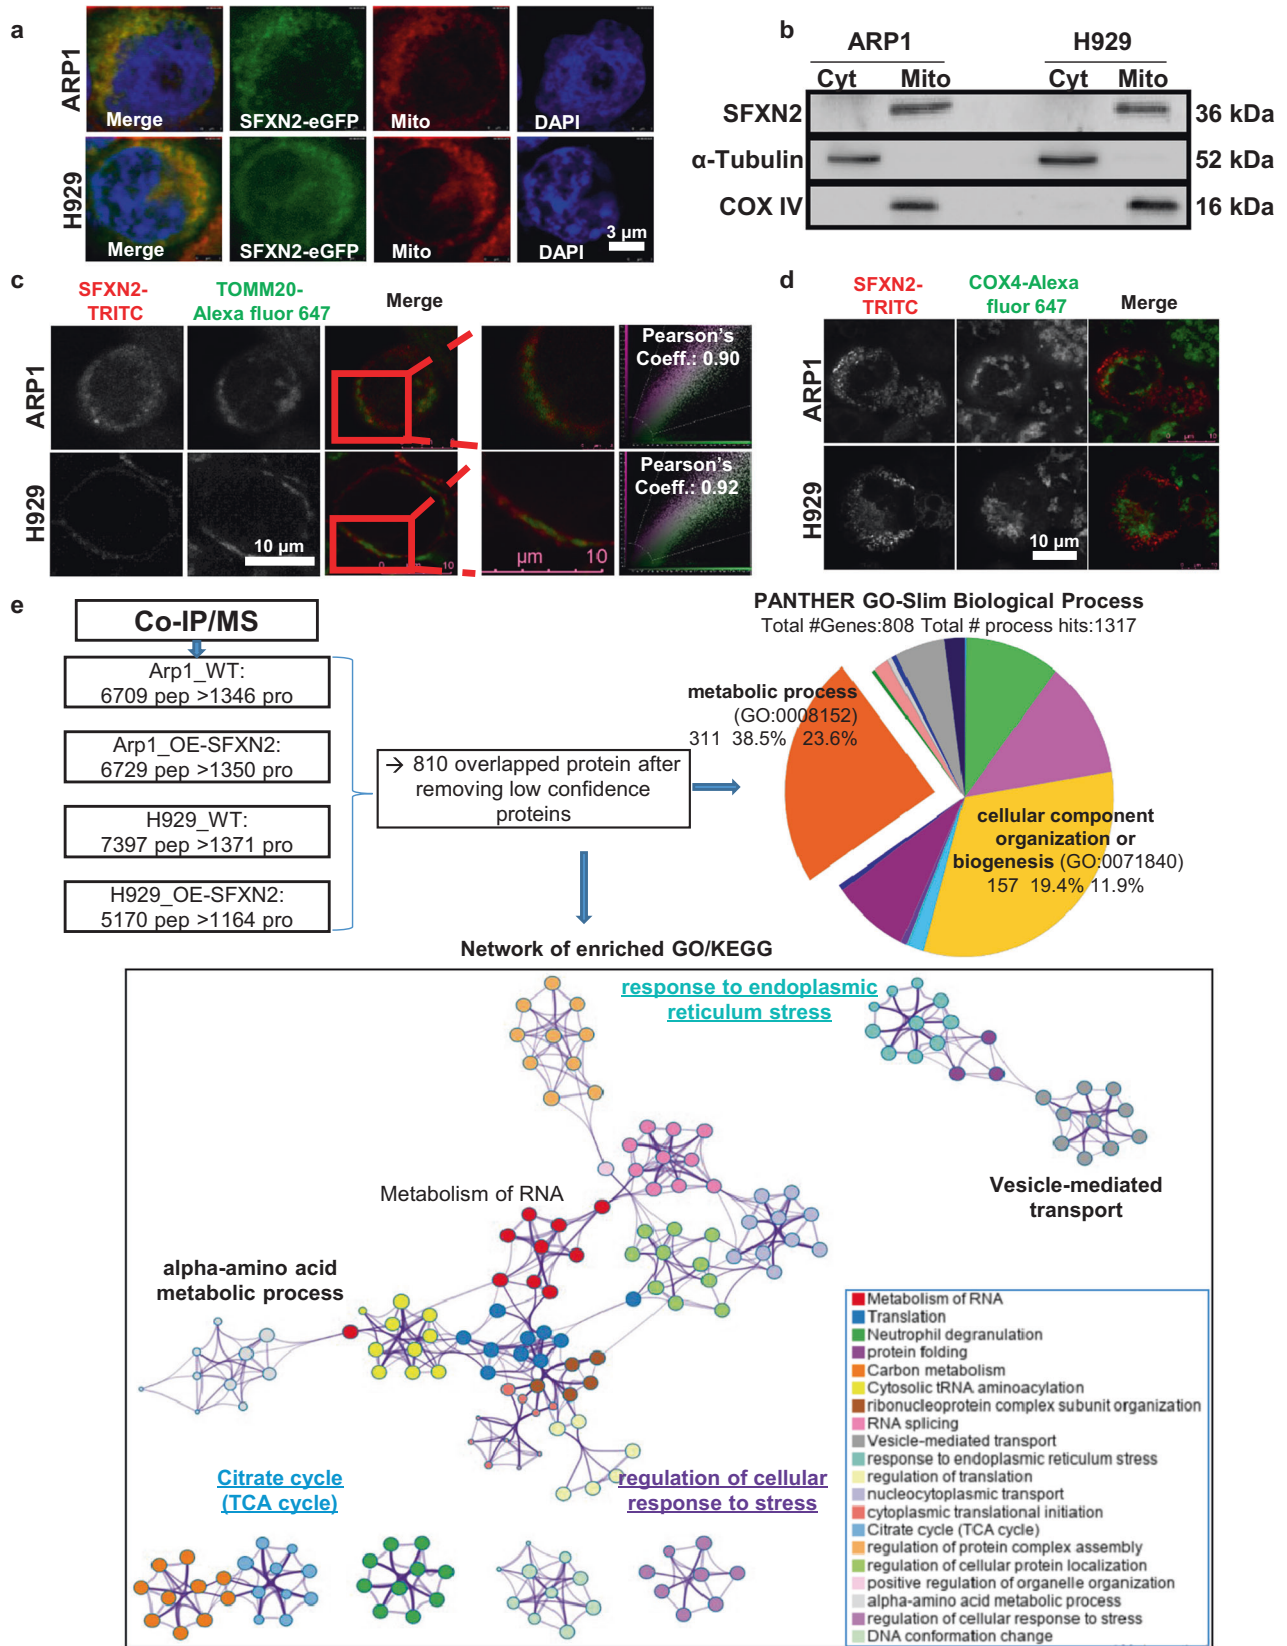 a
ARP1
Merge
SFXN2-eGFP
Mito
DAPI
H929
Merge
SFXN2-eGFP
Mito
DAPI
3 µm
b
ARP1
H929
Cyt
Mito
Cyt
Mito
SFXN2
36 kDa
α-Tubulin
52 kDa
COX IV
16 kDa
c
SFXN2-
TRITC
TOMM20-
Alexa fluor 647
Merge
ARP1
Pearson's
Coeff.: 0.90
H929
10 µm
0 µm 10
µm 10
Pearson's
Coeff.: 0.92
d
SFXN2-
TRITC
COX4-Alexa
fluor 647
Merge
ARP1
0 µm 10
H929
10 µm
e
Co-IP/MS
Arp1_WT:
6709 pep >1346 pro
Arp1_OE-SFXN2:
6729 pep >1350 pro
H929_WT:
7397 pep >1371 pro
H929_OE-SFXN2:
5170 pep >1164 pro
→ 810 overlapped protein after
removing low confidence
proteins
PANTHER GO-Slim Biological Process
Total #Genes:808 Total # process hits:1317
metabolic process
(GO:0008152)
311 38.5% 23.6%
cellular component
organization or
biogenesis (GO:0071840)
157 19.4% 11.9%
Network of enriched GO/KEGG
response to endoplasmic
reticulum stress
Vesicle-mediated
transport
Metabolism of RNA
alpha-amino acid
metabolic process
Citrate cycle
(TCA cycle)
regulation of cellular
response to stress
Metabolism of RNA
Translation
Neutrophil degranulation
protein folding
Carbon metabolism
Cytosolic tRNA aminoacylation
ribonucleoprotein complex subunit organization
RNA splicing
Vesicle-mediated transport
response to endoplasmic reticulum stress
regulation of translation
nucleocytoplasmic transport
cytoplasmic translational initiation
Citrate cycle (TCA cycle)
regulation of protein complex assembly
regulation of cellular protein localization
positive regulation of organelle organization
alpha-amino acid metabolic process
regulation of cellular response to stress
DNA conformation change